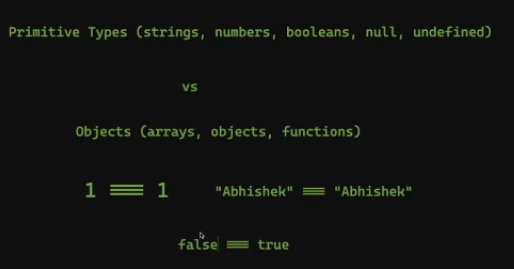 Primitive Types (strings, numbers, booleans, null, undefined)
vs
Objects (arrays, objects, functions)
1 === 1 "Abhishek" === "Abhishek"
false === true